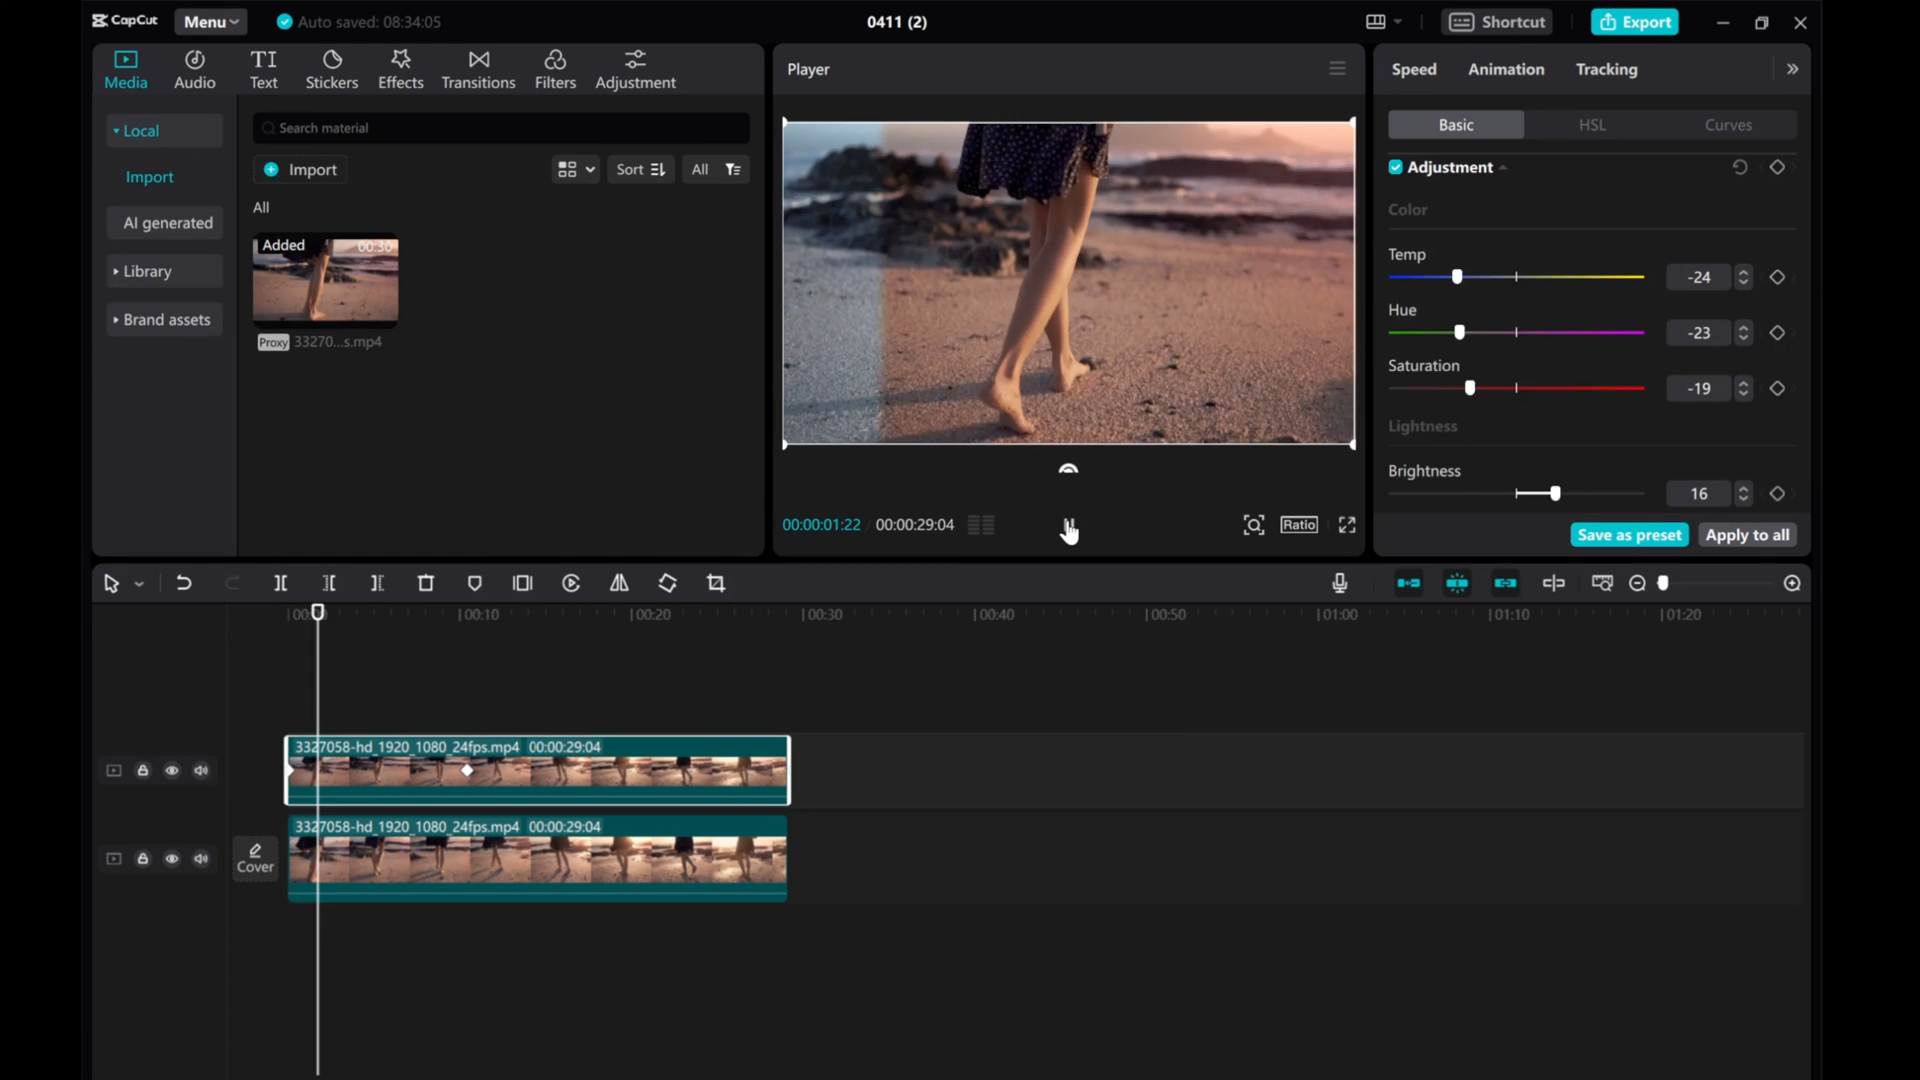 CapCut
Menu
Auto saved: 08:34:05
0411 (2)
Shortcut
Export
Media
Audio
TI
Text
Stickers
Effects
Transitions
Filters
Adjustment
Local
Import
AI generated
Library
Brand assets
Search material
Import
Sort
All
All
Added
00:30
Proxy
33270...s.mp4
Player
00:00:01:22
00:00:29:04
Ratio
Speed
Animation
Tracking
Basic
HSL
Curves
Adjustment
Color
Temp
-24
Hue
-23
Saturation
-19
Lightness
Brightness
16
Save as preset
Apply to all
00:10
00:20
00:30
00:40
00:50
01:00
01:10
01:20
3327058-hd_1920_1080_24fps.mp4 00:00:29:04
3327058-hd_1920_1080_24fps.mp4 00:00:29:04
Cover